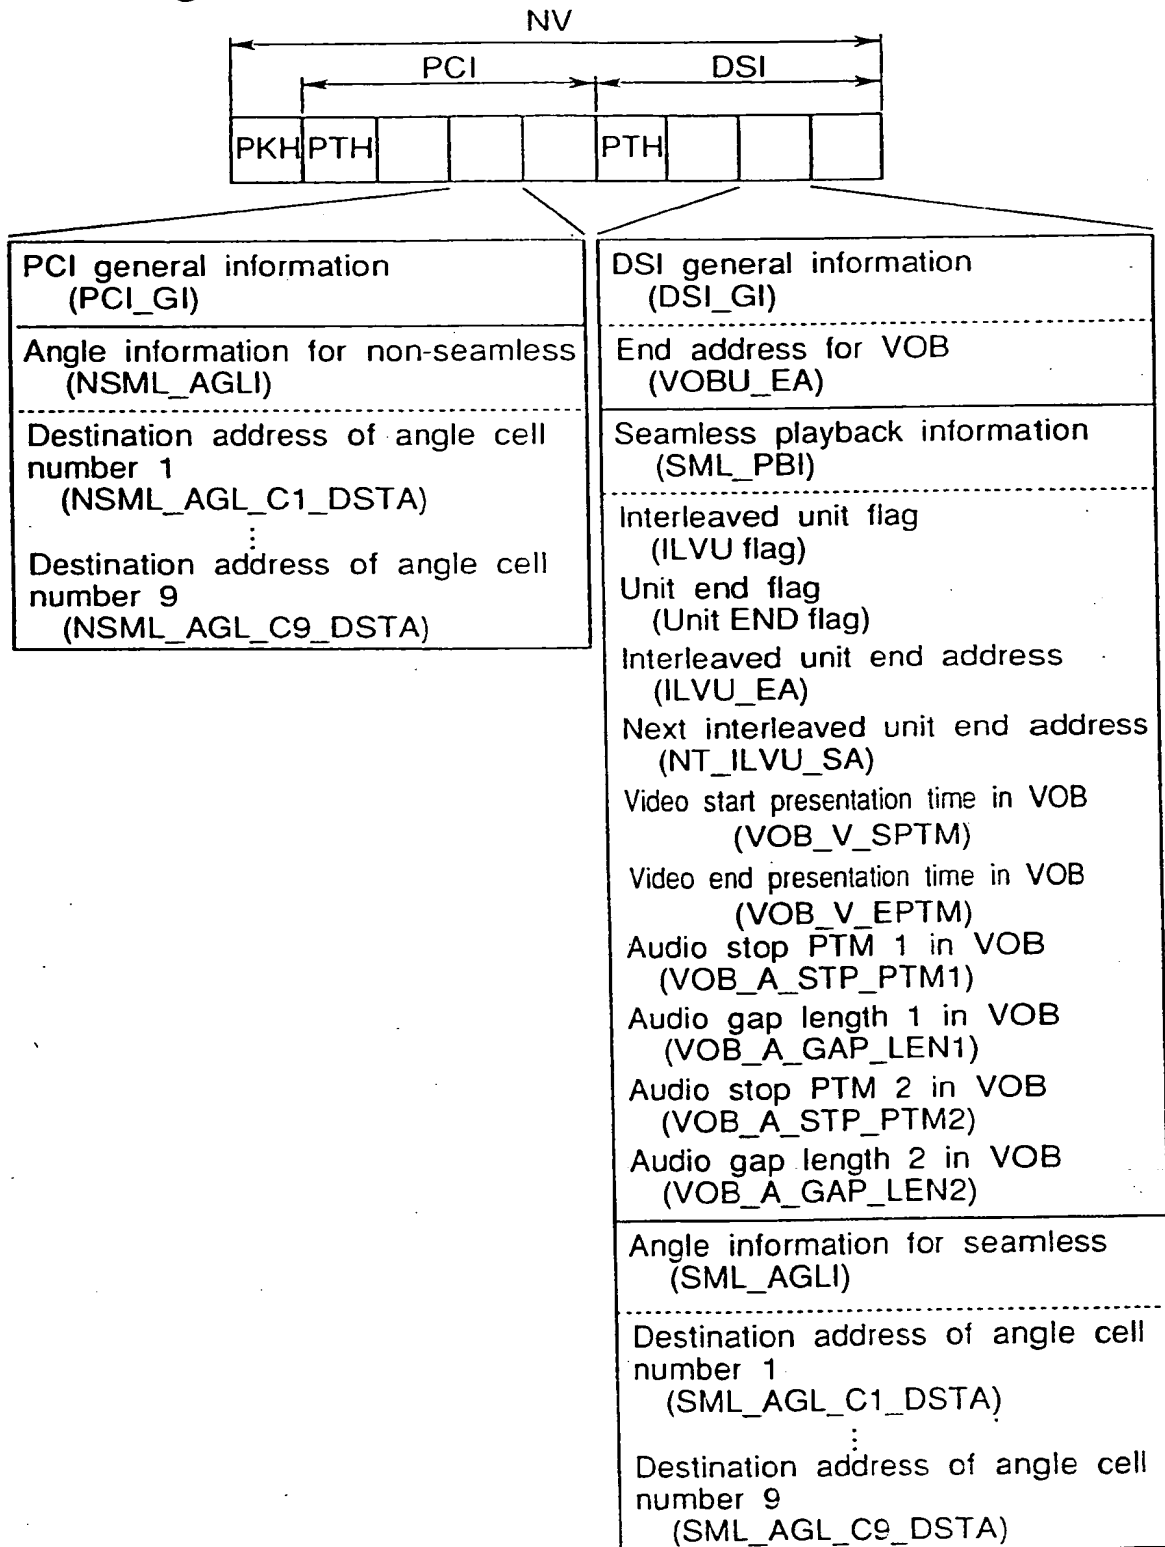 NV
PCI DSI
PKH PTH PTH
PCI general information
(PCI_GI)
Angle information for non-seamless
(NSML_AGLI)
Destination address of angle cell
number 1
(NSML_AGL_C1_DSTA)
⋮
Destination address of angle cell
number 9
(NSML_AGL_C9_DSTA)
DSI general information
(DSI_GI)
End address for VOB
(VOBU_EA)
Seamless playback information
(SML_PBI)
Interleaved unit flag
(ILVU flag)
Unit end flag
(Unit END flag)
Interleaved unit end address
(ILVU_EA)
Next interleaved unit end address
(NT_ILVU_SA)
Video start presentation time in VOB
(VOB_V_SPTM)
Video end presentation time in VOB
(VOB_V_EPTM)
Audio stop PTM 1 in VOB
(VOB_A_STP_PTM1)
Audio gap length 1 in VOB
(VOB_A_GAP_LEN1)
Audio stop PTM 2 in VOB
(VOB_A_STP_PTM2)
Audio gap length 2 in VOB
(VOB_A_GAP_LEN2)
Angle information for seamless
(SML_AGLI)
Destination address of angle cell
number 1
(SML_AGL_C1_DSTA)
⋮
Destination address of angle cell
number 9
(SML_AGL_C9_DSTA)